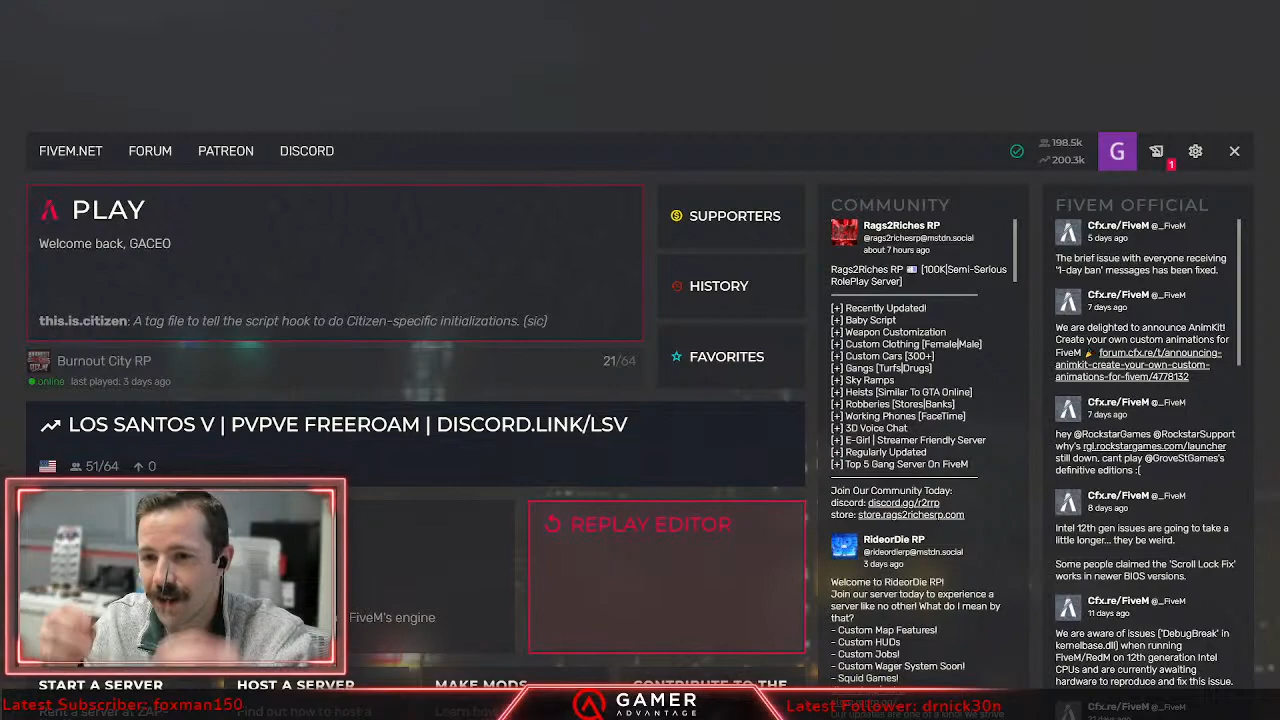 FIVEM.NET FORUM PATREON DISCORD
198.5k
200.3k
G
1
PLAY
Welcome back, GACEO
this.is.citizen: A tag file to tell the script hook to do Citizen-specific initializations. (sic)
Burnout City RP 21/64
online last played: 3 days ago
SUPPORTERS
HISTORY
FAVORITES
LOS SANTOS V | PVPVE FREEROAM | DISCORD.LINK/LSV
51/64 0
REPLAY EDITOR
FiveM's engine
START A SERVER
HOST A SERVER
MAKE MODS
CONTRIBUTE TO THE
Rent a server at ZAP-
Find out how to host a
Learn how
COMMUNITY
Rags2Riches RP
@rags2richesrp@mstdn.social
about 7 hours ago
Rags2Riches RP [100K|Semi-Serious
RolePlay Server]
[+] Recently Updated!
[+] Baby Script
[+] Weapon Customization
[+] Custom Clothing [Female|Male]
[+] Custom Cars [300+]
[+] Gangs [Turfs|Drugs]
[+] Sky Ramps
[+] Heists [Similar To GTA Online]
[+] Robberies [Stores|Banks]
[+] Working Phones [FaceTime]
[+] 3D Voice Chat
[+] E-Girl | Streamer Friendly Server
[+] Regularly Updated
[+] Top 5 Gang Server On FiveM
Join Our Community Today:
discord: discord.gg/r2rrp
store: store.rags2richesrp.com
RideorDie RP
@rideordierp@mstdn.social
3 days ago
Welcome to RideorDie RP!
Join our server today to experience a
server like no other! What do I mean by
that?
- Custom Map Features!
- Custom HUDs
- Custom Jobs!
- Custom Wager System Soon!
- Squid Games!
FIVEM OFFICIAL
Cfx.re/FiveM @_FiveM
5 days ago
The brief issue with everyone receiving
'1-day ban' messages has been fixed.
Cfx.re/FiveM @_FiveM
7 days ago
We are delighted to announce AnimKit!
Create your own custom animations for
FiveM 🎉 forum.cfx.re/t/announcing-
animkit-create-your-own-custom-
animations-for-fivem/4778132
Cfx.re/FiveM @_FiveM
7 days ago
hey @RockstarGames @RockstarSupport
why's rgl.rockstargames.com/launcher
still down. cant play @GroveStGames's
definitive editions :(
Cfx.re/FiveM @_FiveM
8 days ago
Intel 12th gen issues are going to take a
little longer... they be weird.
Some people claimed the 'Scroll Lock Fix'
works in newer BIOS versions.
Cfx.re/FiveM @_FiveM
11 days ago
We are aware of issues ('DebugBreak' in
kernelbase.dll) when running
FiveM/RedM on 12th generation Intel
CPUs and are currently awaiting
hardware to reproduce and fix this issue.
Latest Subscriber: foxman150
GAMER
ADVANTAGE
Latest Follower: drnick30n